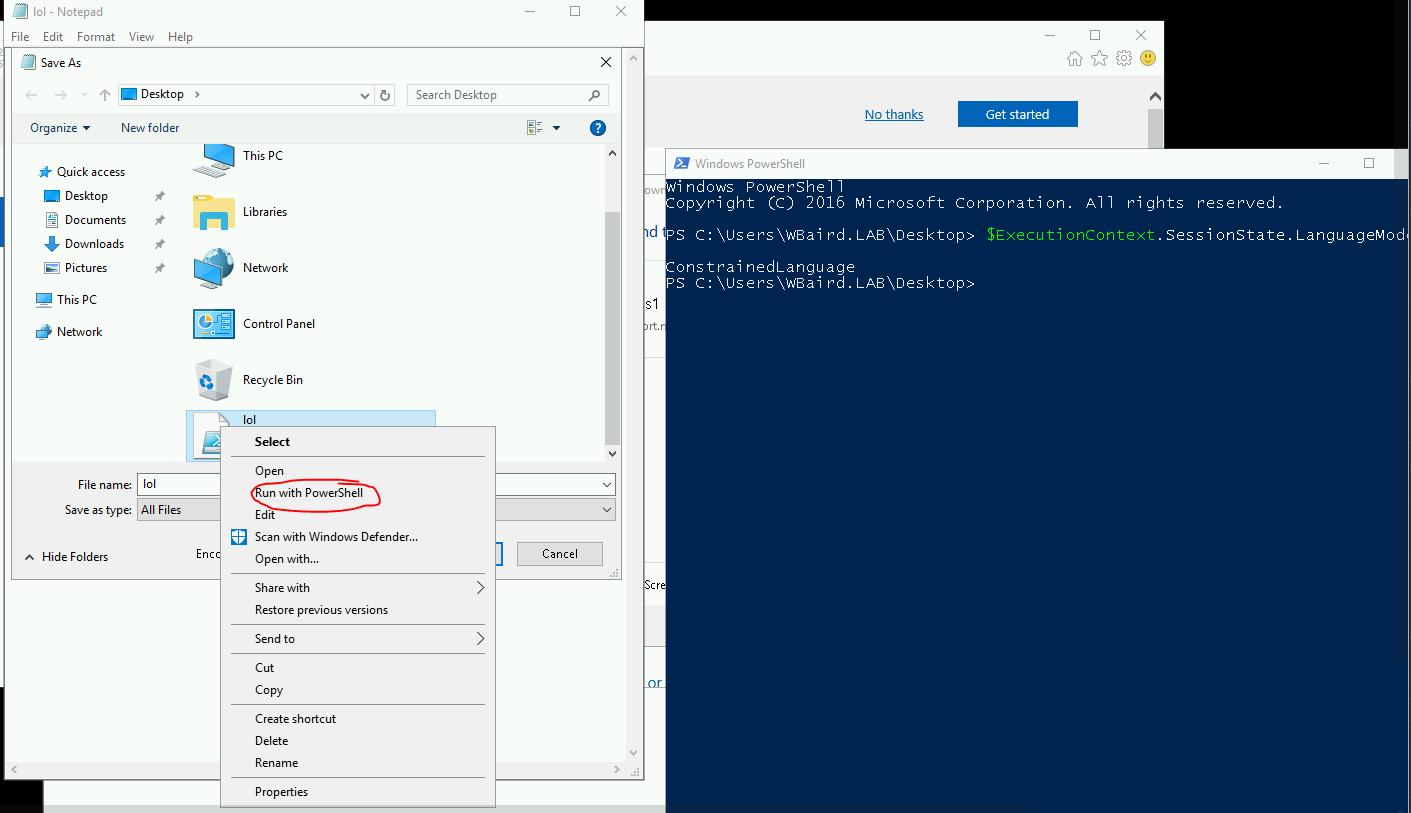 lol - Notepad
File Edit Format View Help
Save As
Desktop
Search Desktop
Organize New folder
Quick access
Desktop
Documents
Downloads
Pictures
This PC
Network
This PC
Libraries
Network
Control Panel
Recycle Bin
lol
File name: lol
Save as type: All Files
Hide Folders
Cancel
Select
Open
Run with PowerShell
Edit
Scan with Windows Defender...
Open with...
Share with
Restore previous versions
Send to
Cut
Copy
Create shortcut
Delete
Rename
Properties
No thanks Get started
or
Windows PowerShell
Windows PowerShell
Copyright (C) 2016 Microsoft Corporation. All rights reserved.
PS C:\Users\WBaird.LAB\Desktop> $ExecutionContext.SessionState.LanguageMod
ConstrainedLanguage
PS C:\Users\WBaird.LAB\Desktop>